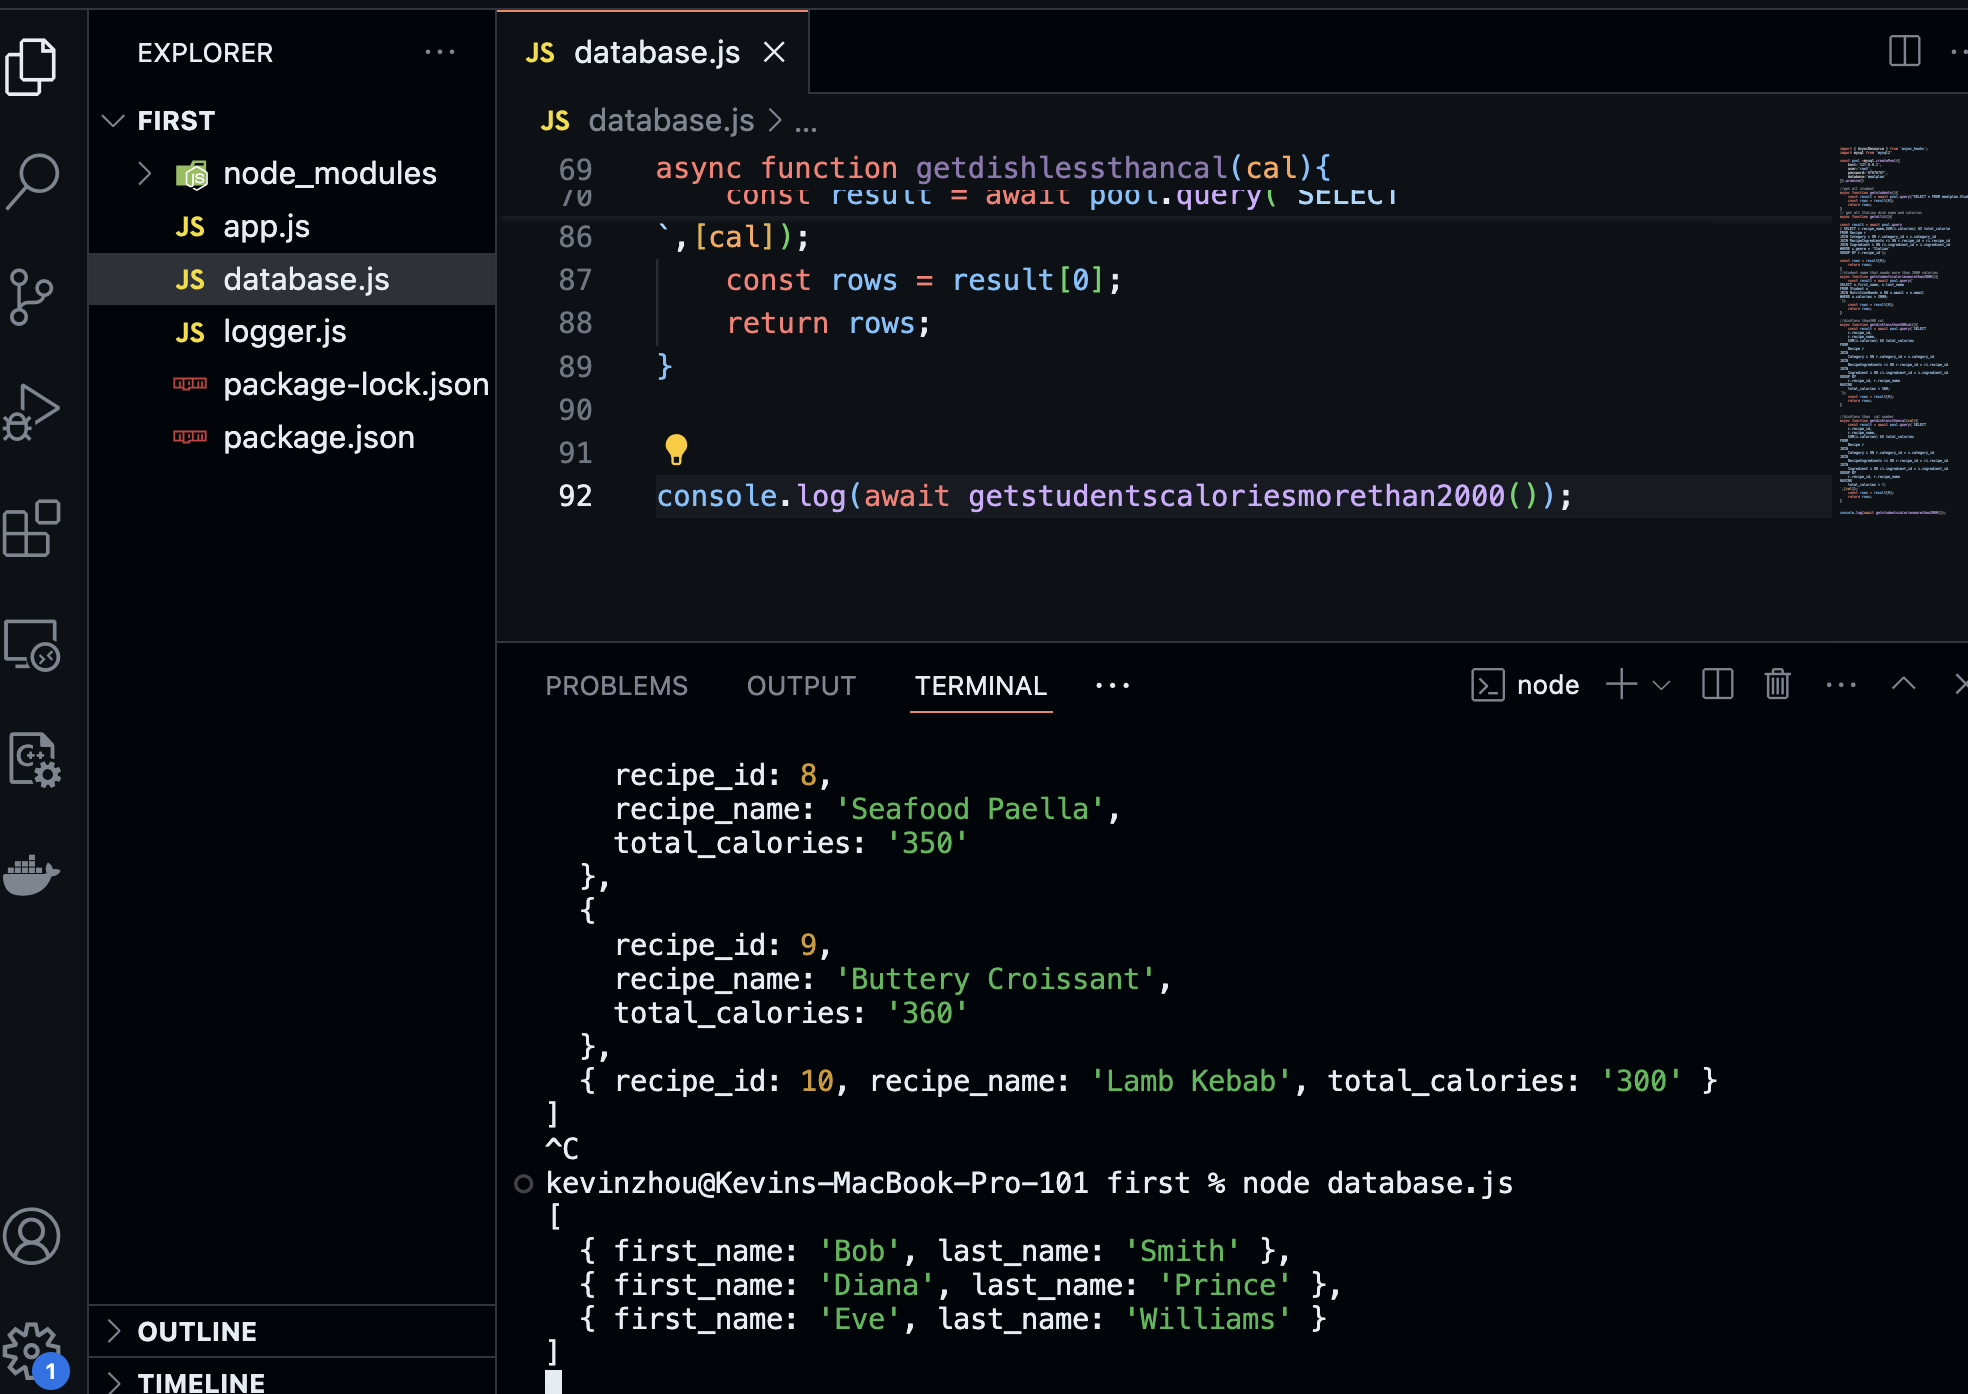 EXPLORER
FIRST
node_modules
JS app.js
JS database.js
JS logger.js
package-lock.json
package.json
OUTLINE
TIMELINE
1
JS database.js
JS database.js > ...
69 async function getdishlessthancal(cal){
70 const result = await pool.query(`SELECT
86 `,[cal]);
87 const rows = result[0];
88 return rows;
89 }
90
91
92 console.log(await getstudentscaloriesmorethan2000());
PROBLEMS OUTPUT TERMINAL ...
node
recipe_id: 8,
recipe_name: 'Seafood Paella',
total_calories: '350'
},
{
recipe_id: 9,
recipe_name: 'Buttery Croissant',
total_calories: '360'
},
{ recipe_id: 10, recipe_name: 'Lamb Kebab', total_calories: '300' }
]
^C
kevinzhou@Kevins-MacBook-Pro-101 first % node database.js
[
{ first_name: 'Bob', last_name: 'Smith' },
{ first_name: 'Diana', last_name: 'Prince' },
{ first_name: 'Eve', last_name: 'Williams' }
]